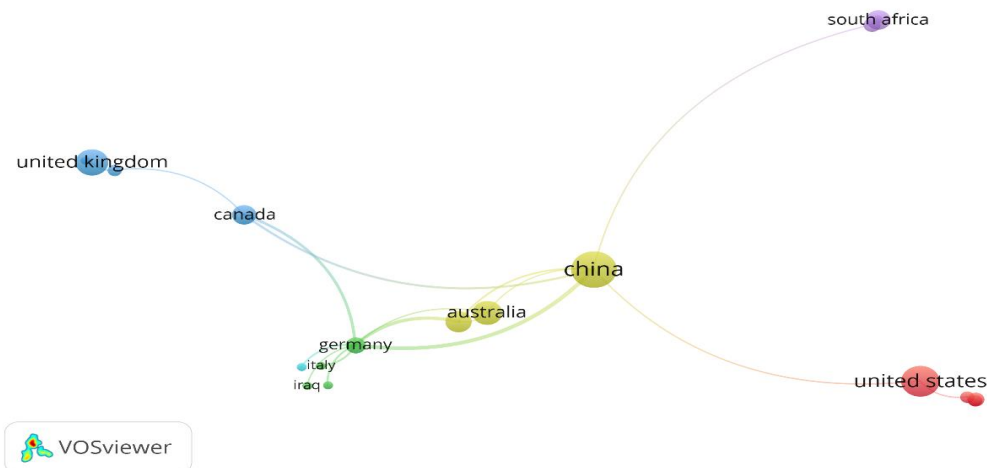 south africa
united kingdom
canada
china
australia
germany
italy
iraq
united states
VOSviewer